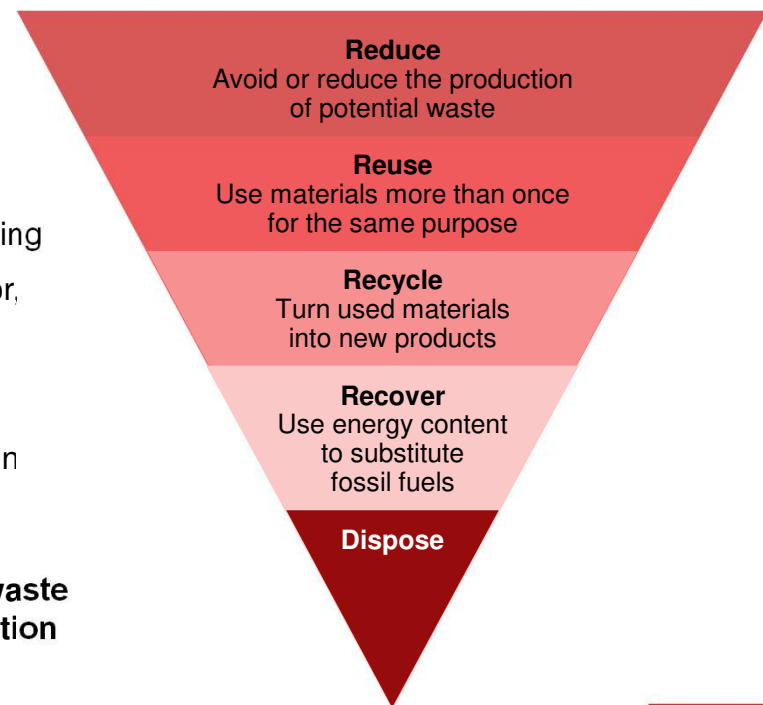 Reduce
Avoid or reduce the production
of potential waste
Reuse
Use materials more than once
for the same purpose
Recycle
Turn used materials
into new products
Recover
Use energy content
to substitute
fossil fuels
Dispose